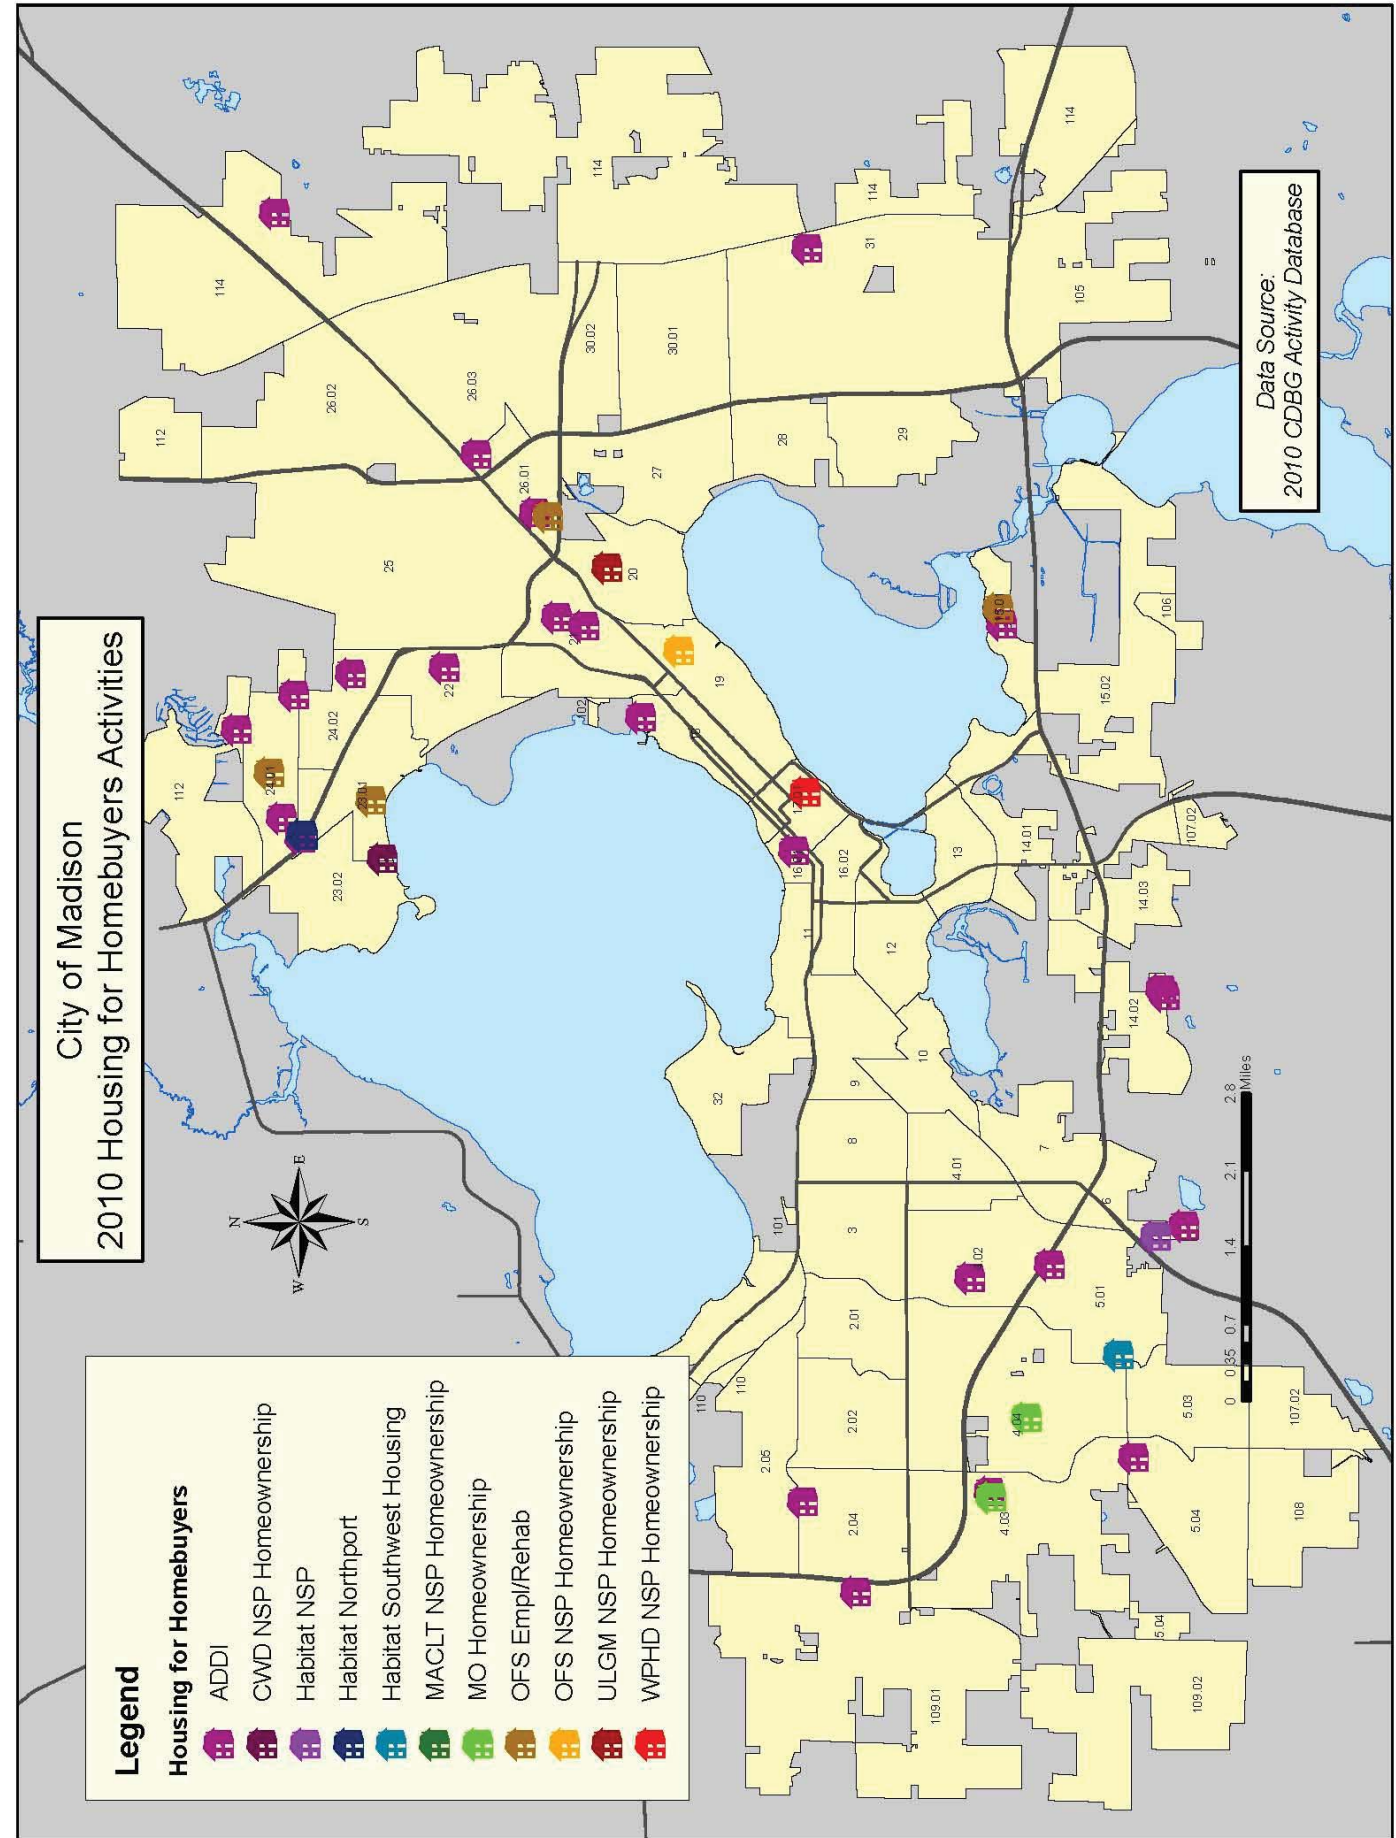 City of Madison
2010 Housing for Homebuyers Activities
Legend
Housing for Homebuyers
ADDI
CWD NSP Homeownership
Habitat NSP
Habitat Northport
Habitat Southwest Housing
MACLT NSP Homeownership
MO Homeownership
OFS Empl/Rehab
OFS NSP Homeownership
ULGM NSP Homeownership
WPHD NSP Homeownership
N
W
E
S
112
112
114
114
114
114
24.01
24.02
23.01
23.02
22
25
26.02
26.03
26.01
30.02
30.01
31
27
28
29
20
19
105
106
15.01
15.02
16.02
13
14.01
14.03
107.02
14.02
11
12
10
9
32
8
7
4.01
6
101
3
2.01
5.01
110
110
2.05
2.02
2.04
4.04
4.03
5.03
107.02
5.04
108
5.04
109.01
109.02
0 0.35 0.7 1.4 2.1 2.8
Miles
Data Source:
2010 CDBG Activity Database